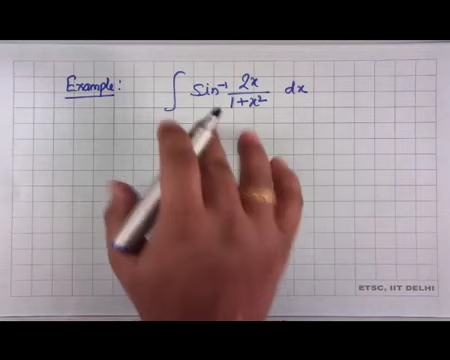 Example: ∫ sin⁻¹ 2x/(1+x²) dx
ETSC, IIT DELHI